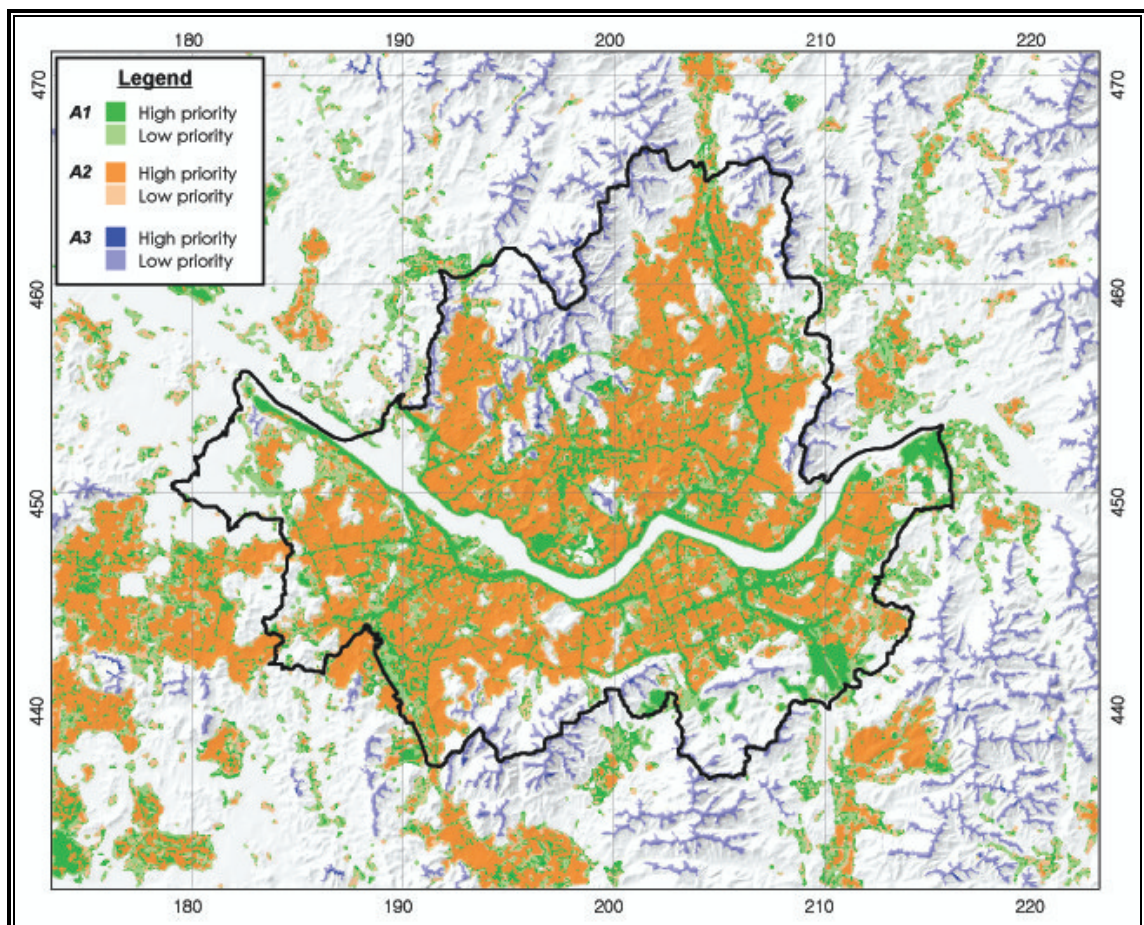 180 190 200 210 220
Legend
A1 High priority
Low priority
A2 High priority
Low priority
A3 High priority
Low priority
470 470
460 460
450 450
440 440
180 190 200 210 220